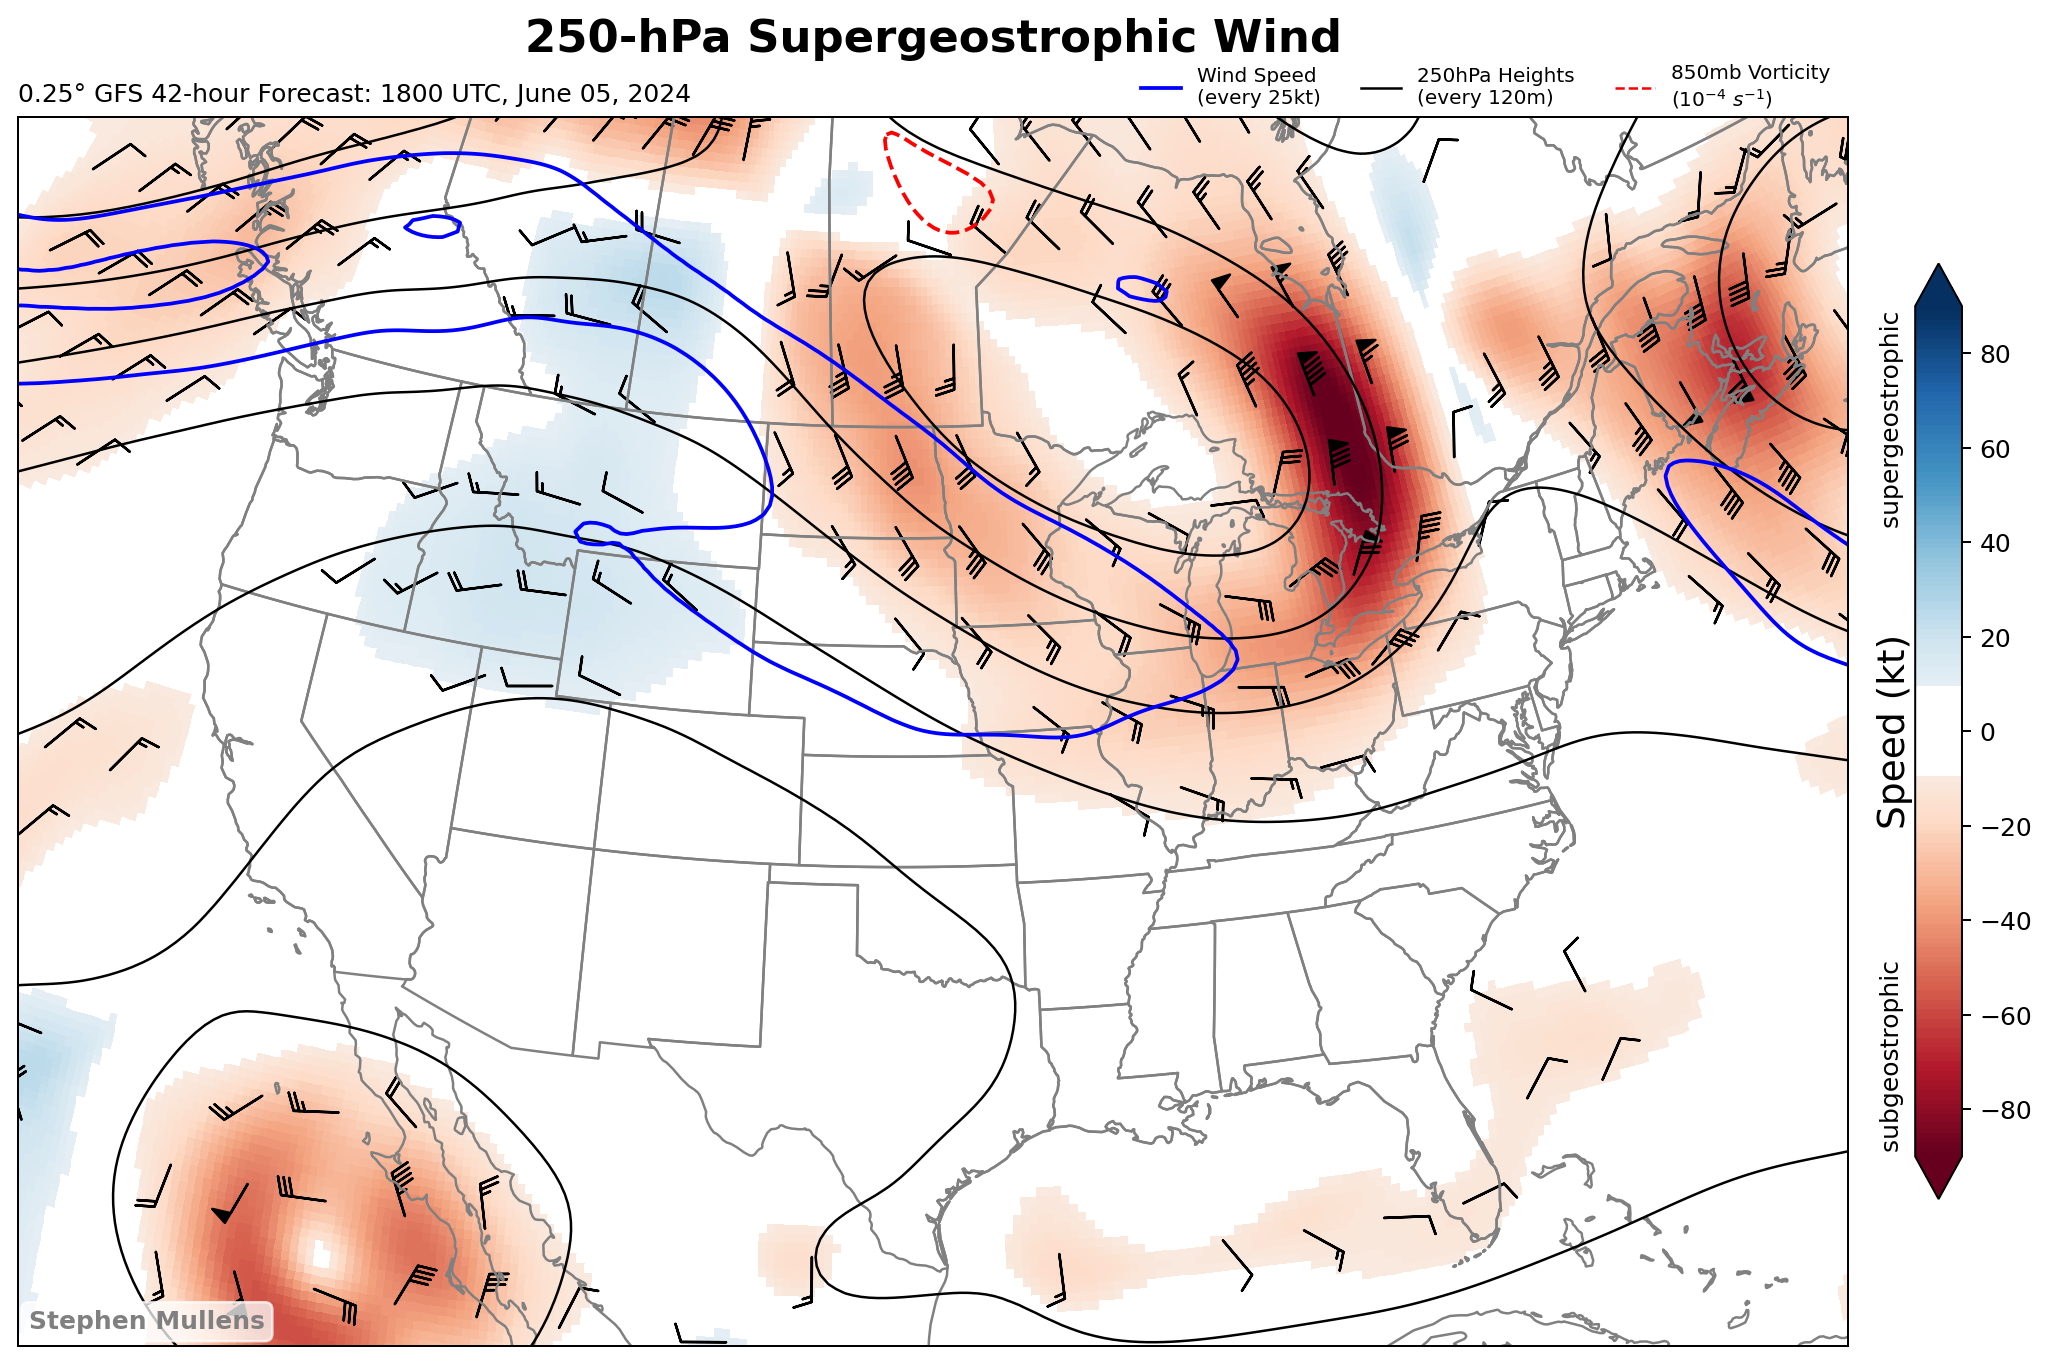 250-hPa Supergeostrophic Wind
0.25° GFS 42-hour Forecast: 1800 UTC, June 05, 2024
Wind Speed
(every 25kt)
250hPa Heights
(every 120m)
850mb Vorticity
(10⁻⁴ s⁻¹)
supergeostrophic
Speed (kt)
subgeostrophic
80
60
40
20
0
−20
−40
−60
−80
Stephen Mullens